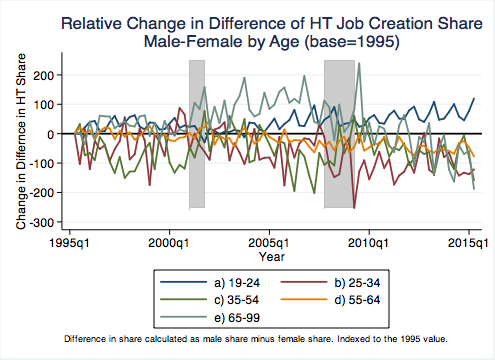 Relative Change in Difference of HT Job Creation Share
Male-Female by Age (base=1995)
Change in Difference in HT Share
200
100
0
-100
-200
-300
1995q1 2000q1 2005q1 2010q1 2015q1
Year
a) 19-24 b) 25-34
c) 35-54 d) 55-64
e) 65-99
Difference in share calculated as male share minus female share. Indexed to the 1995 value.